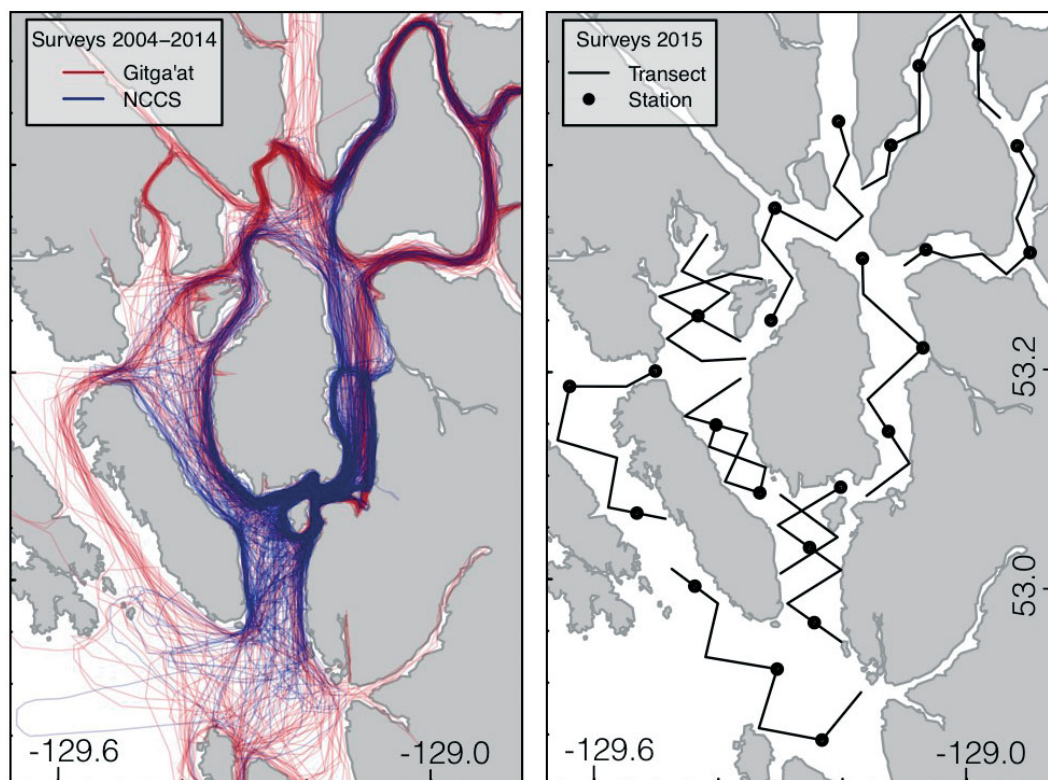 Surveys 2004–2014
Gitga'at
NCCS
-129.6
-129.0
Surveys 2015
Transect
Station
53.2
53.0
-129.6
-129.0